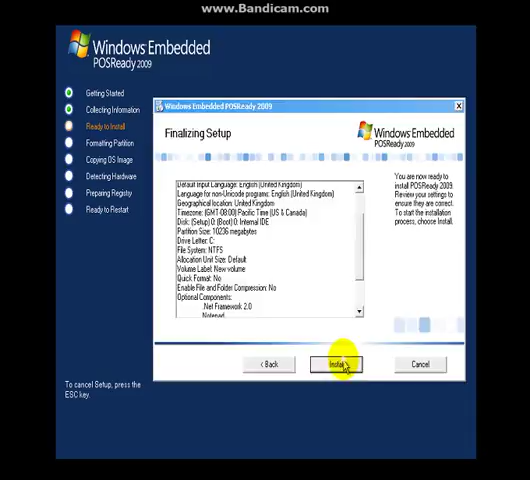 www.Bandicam.com
Windows Embedded
POSReady 2009
Getting Started
Collecting Information
Ready to Install
Formatting Partition
Copying OS Image
Detecting Hardware
Preparing Registry
Ready to Restart
To cancel Setup, press the
ESC key.
Windows Embedded POSReady 2009
Finalizing Setup
Windows Embedded
POSReady 2009
Default Input Language: English (United Kingdom)
Language for non-Unicode programs: English (United Kingdom)
Geographical location: United Kingdom
Timezone: (GMT-08:00) Pacific Time (US & Canada)
Disk: (Setup) 0: (Boot) 0: Internal IDE
Partition Size: 10236 megabytes
Drive Letter: C:
File System: NTFS
Allocation Unit Size: Default
Volume Label: New volume
Quick Format: No
Enable File and Folder Compression: No
Optional Components:
.Net Framework 2.0
Notepad
You are now ready to
install POSReady 2009.
Review your settings to
ensure they are correct.
To start the installation
process, choose Install.
< Back
Install
Cancel